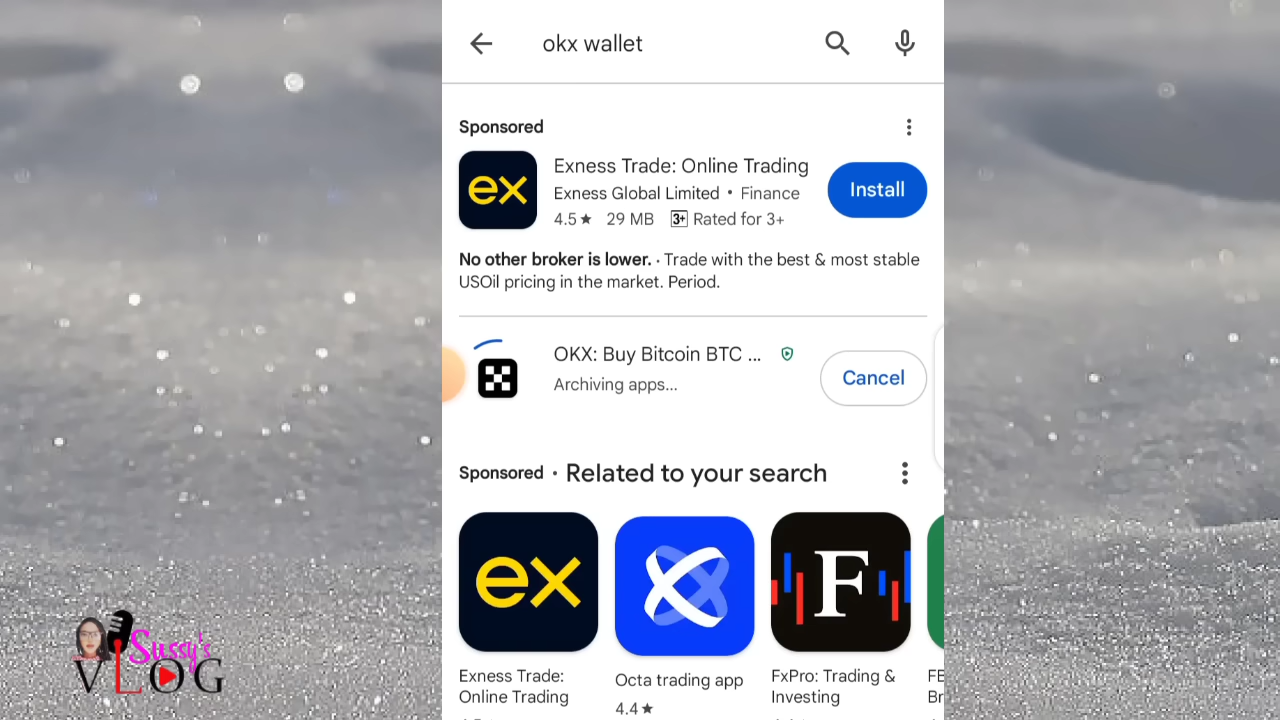 okx wallet
Sponsored
ex
Exness Trade: Online Trading
Exness Global Limited • Finance
4.5★ 29 MB 3+ Rated for 3+
Install
No other broker is lower. · Trade with the best & most stable
USOil pricing in the market. Period.
OKX: Buy Bitcoin BTC ...
Archiving apps...
Cancel
Sponsored · Related to your search
ex
F
Exness Trade:
Online Trading
Octa trading app
4.4★
FxPro: Trading &
Investing
Sussy's
VLOG